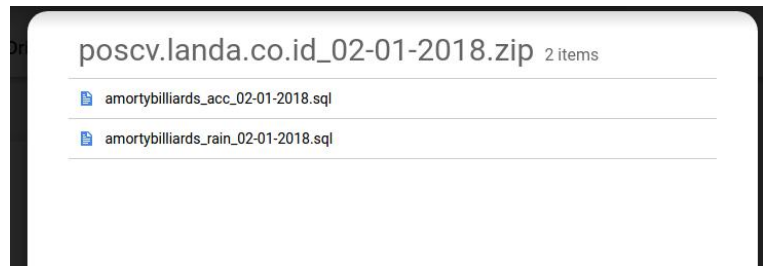 poscv.landa.co.id_02-01-2018.zip 2 items
amortybilliards_acc_02-01-2018.sql
amortybilliards_rain_02-01-2018.sql